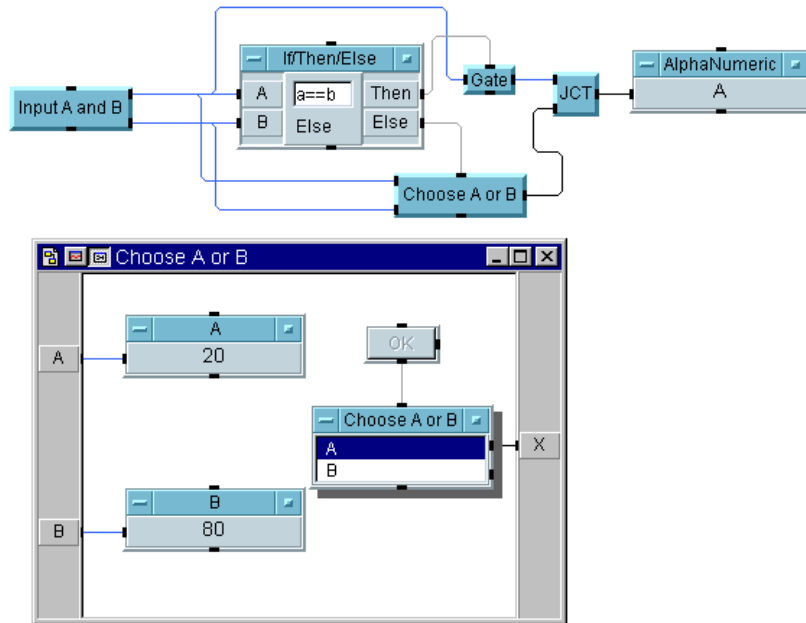 If/Then/Else
AlphaNumeric
Input A and B
A
a==b
Then
Gate
JCT
A
B
Else
Else
Choose A or B
Choose A or B
A
20
OK
A
Choose A or B
A
B
X
B
80
B